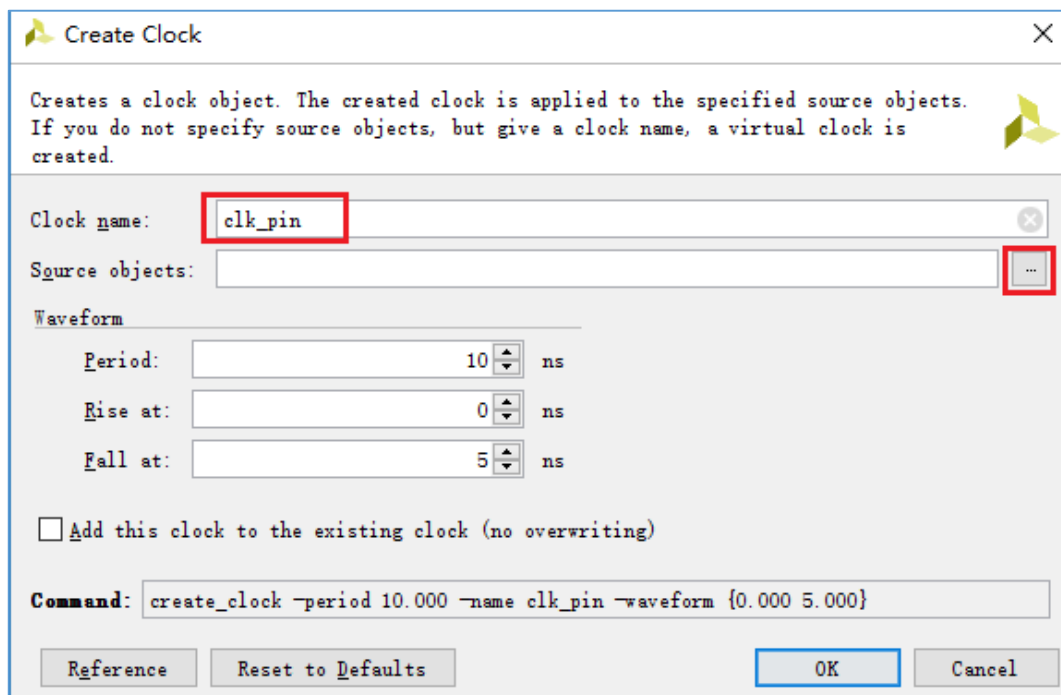 Create Clock
Creates a clock object. The created clock is applied to the specified source objects.
If you do not specify source objects, but give a clock name, a virtual clock is
created.
Clock name: clk_pin
Source objects: ...
Waveform
Period: 10 ns
Rise at: 0 ns
Fall at: 5 ns
Add this clock to the existing clock (no overwriting)
Command: create_clock -period 10.000 -name clk_pin -waveform {0.000 5.000}
Reference Reset to Defaults OK Cancel